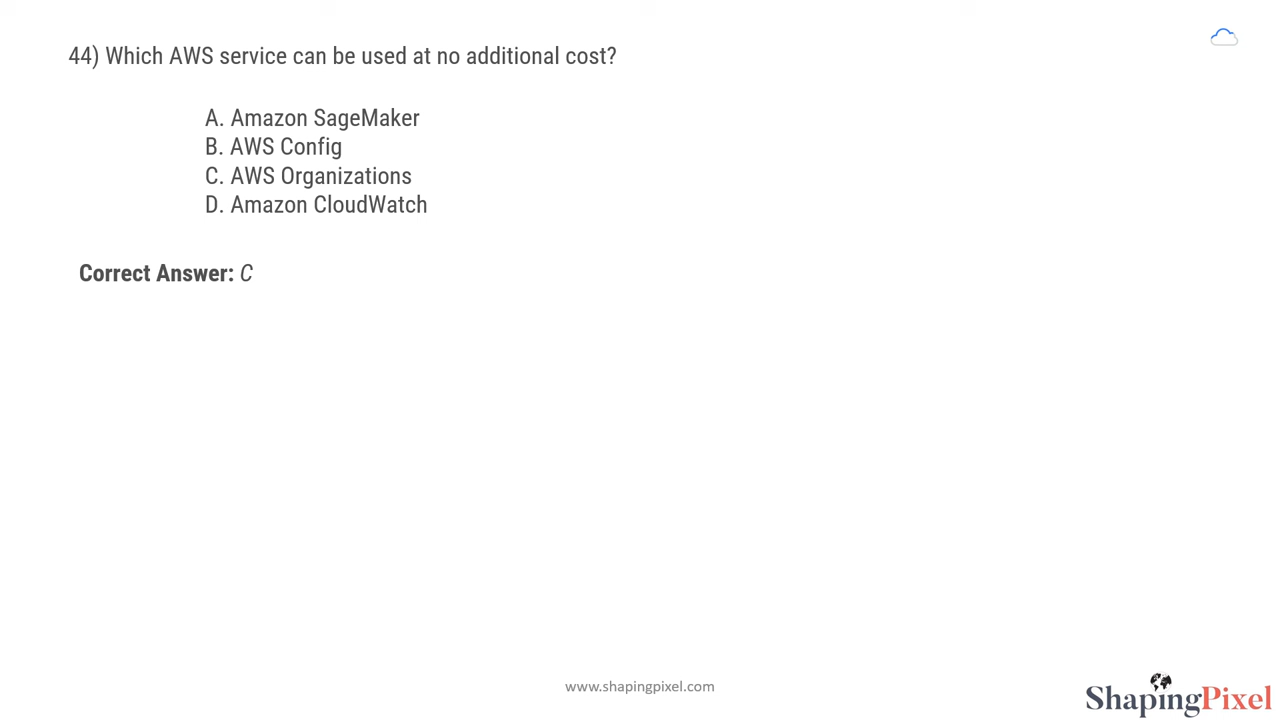 44) Which AWS service can be used at no additional cost?
A. Amazon SageMaker
B. AWS Config
C. AWS Organizations
D. Amazon CloudWatch
Correct Answer: C
www.shapingpixel.com
ShapingPixel